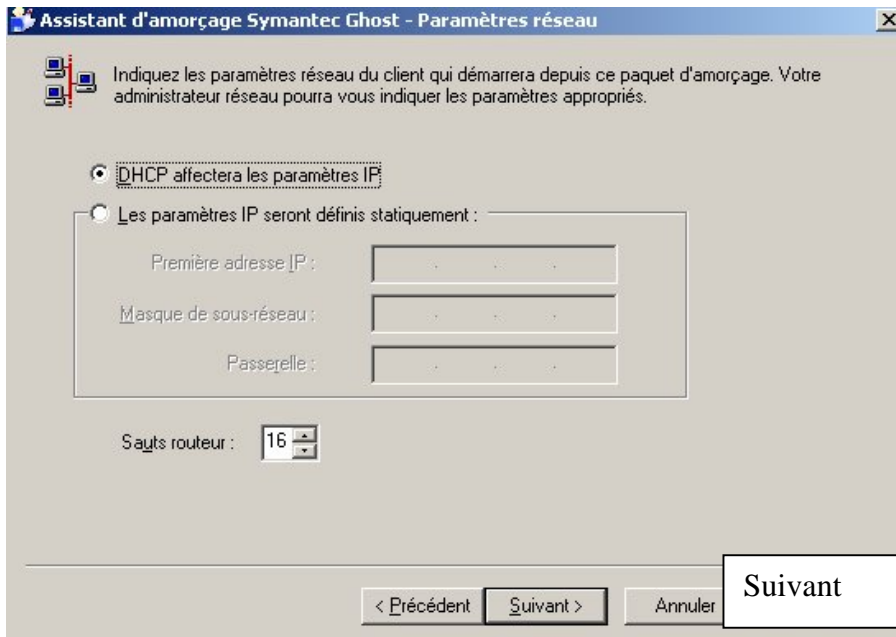 Assistant d'amorçage Symantec Ghost - Paramètres réseau
Indiquez les paramètres réseau du client qui démarrera depuis ce paquet d'amorçage. Votre
administrateur réseau pourra vous indiquer les paramètres appropriés.
DHCP affectera les paramètres IP
Les paramètres IP seront définis statiquement :
Première adresse IP :
Masque de sous-réseau :
Passerelle :
Sauts routeur : 16
< Précédent Suivant > Annuler
Suivant